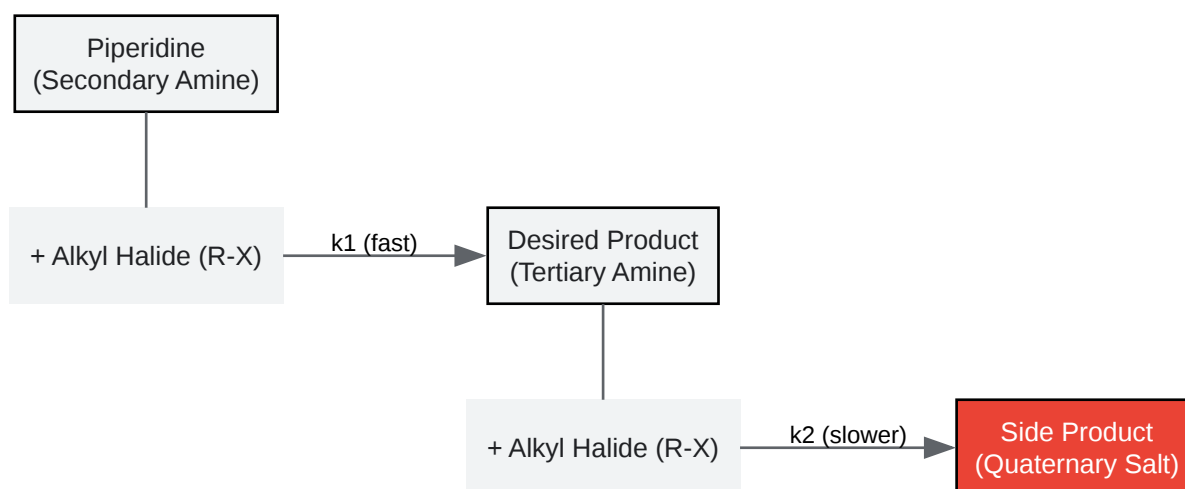 Piperidine
(Secondary Amine)
+ Alkyl Halide (R-X)
k1 (fast)
Desired Product
(Tertiary Amine)
+ Alkyl Halide (R-X)
k2 (slower)
Side Product
(Quaternary Salt)